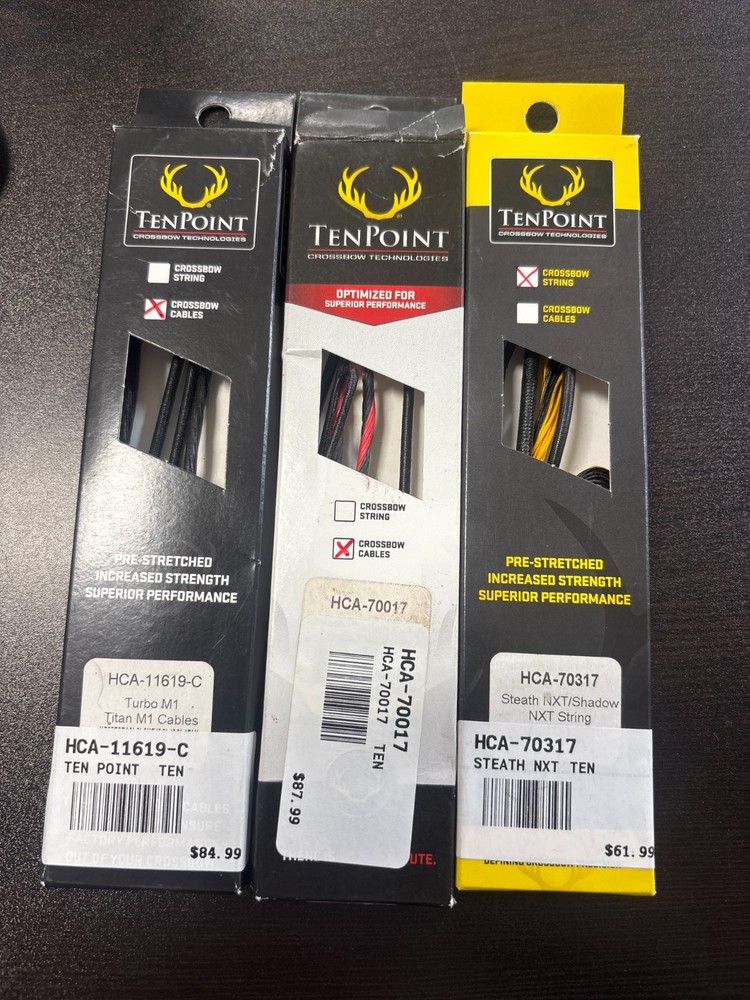 TENPOINT
CROSSBOW TECHNOLOGIES
CROSSBOW
STRING
CROSSBOW
CABLES
PRE-STRETCHED
INCREASED STRENGTH
SUPERIOR PERFORMANCE
HCA-11619-C
Turbo M1
Titan M1 Cables
HCA-11619-C
TEN POINT TEN
CABLES
$84.99
TENPOINT
CROSSBOW TECHNOLOGIES
OPTIMIZED FOR
SUPERIOR PERFORMANCE
CROSSBOW
STRING
CROSSBOW
CABLES
HCA-70017
HCA-70017
HCA-70017 TEN
$87.99
TENPOINT
CROSSBOW TECHNOLOGIES
CROSSBOW
STRING
CROSSBOW
CABLES
PRE-STRETCHED
INCREASED STRENGTH
SUPERIOR PERFORMANCE
HCA-70317
Steath NXT/Shadow
NXT String
HCA-70317
STEATH NXT TEN
$61.99